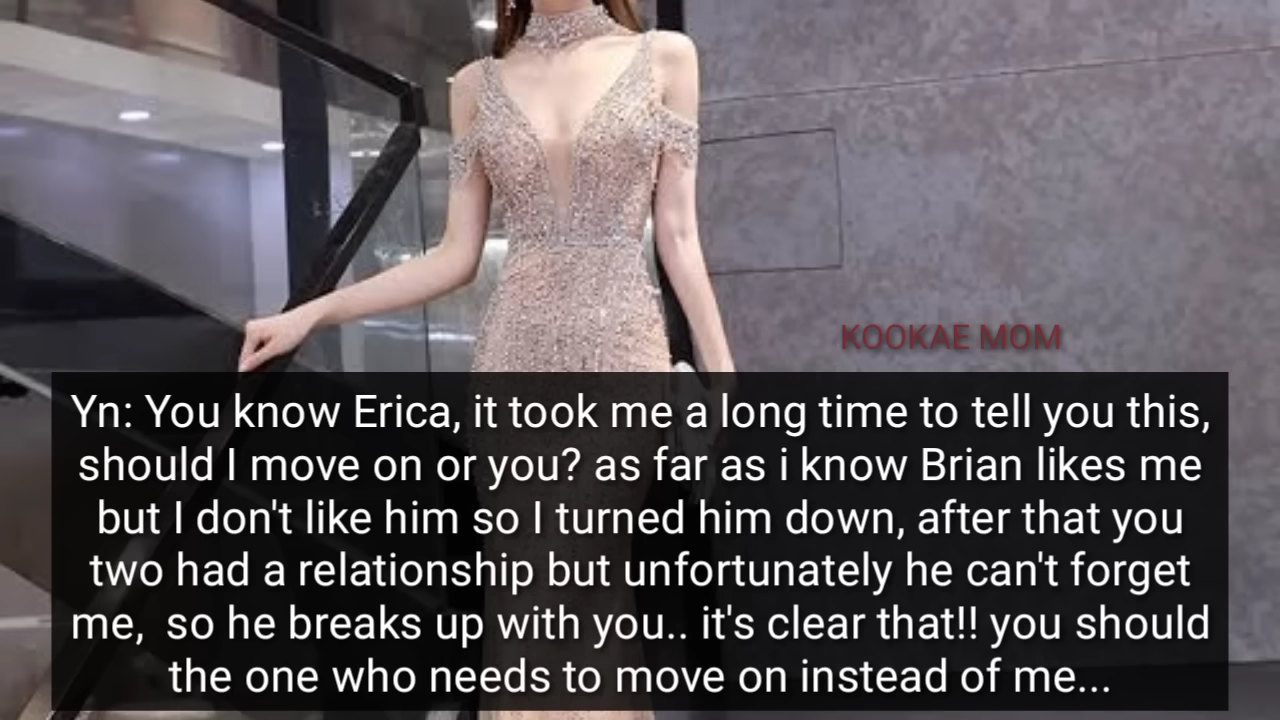 KOOKAE MOM
Yn: You know Erica, it took me a long time to tell you this,
should I move on or you? as far as i know Brian likes me
but I don't like him so I turned him down, after that you
two had a relationship but unfortunately he can't forget
me,  so he breaks up with you.. it's clear that!! you should
the one who needs to move on instead of me...